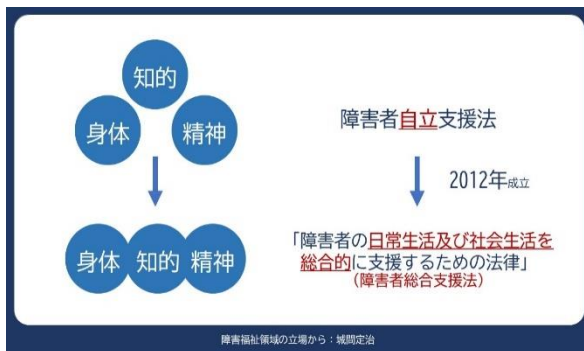 知的
身体
精神
身体
知的
精神
障害者自立支援法
2012年成立
「障害者の日常生活及び社会生活を
総合的に支援するための法律」
(障害者総合支援法)
障害福祉領域の立場から:城間定治